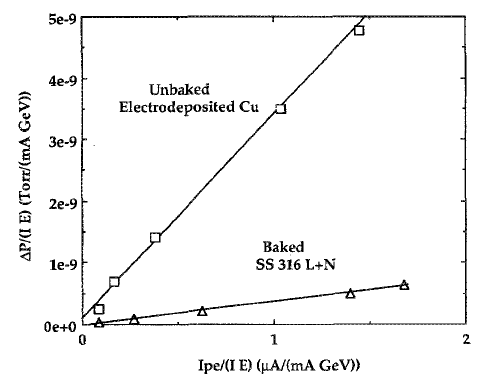 5e-9
4e-9
3e-9
2e-9
1e-9
0e+0
ΔP/(I E) (Torr/(mA GeV))
Unbaked
Electrodeposited Cu
Baked
SS 316 L+N
0
1
2
Ipe/(I E) (μA/(mA GeV))